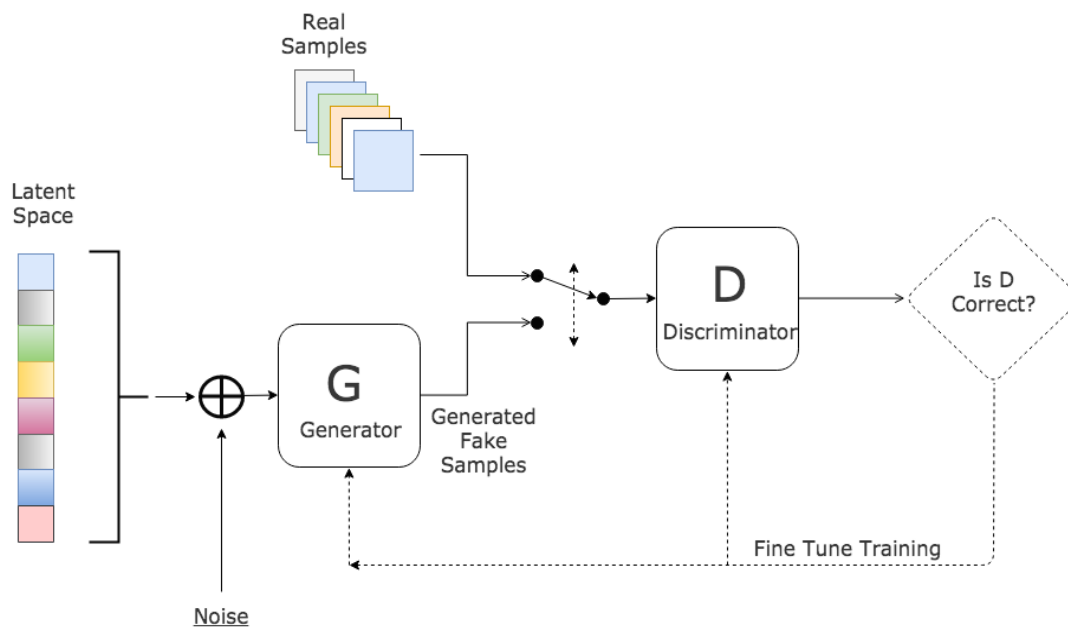 Real
Samples
Latent
Space
D
Discriminator
Is D
Correct?
G
Generator
Generated
Fake
Samples
Fine Tune Training
Noise